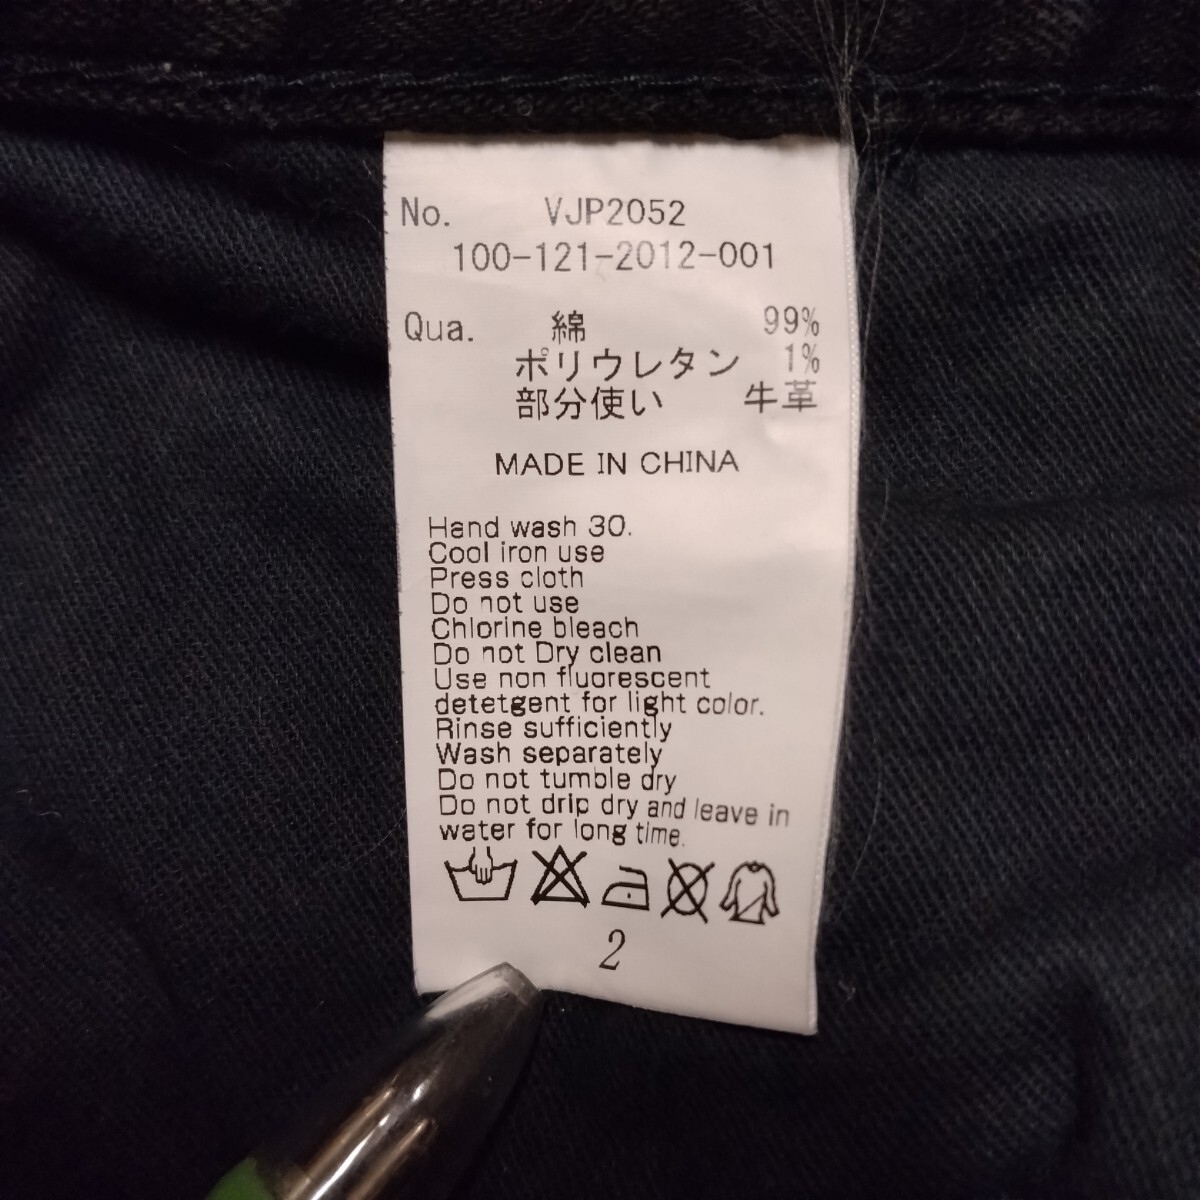 No. VJP2052
100-121-2012-001
Qua. 綿 99%
ポリウレタン 1%
部分使い 牛革
MADE IN CHINA
Hand wash 30.
Cool iron use
Press cloth
Do not use
Chlorine bleach
Do not Dry clean
Use non fluorescent
detetgent for light color.
Rinse sufficiently
Wash separately
Do not tumble dry
Do not drip dry and leave in
water for long time.
2